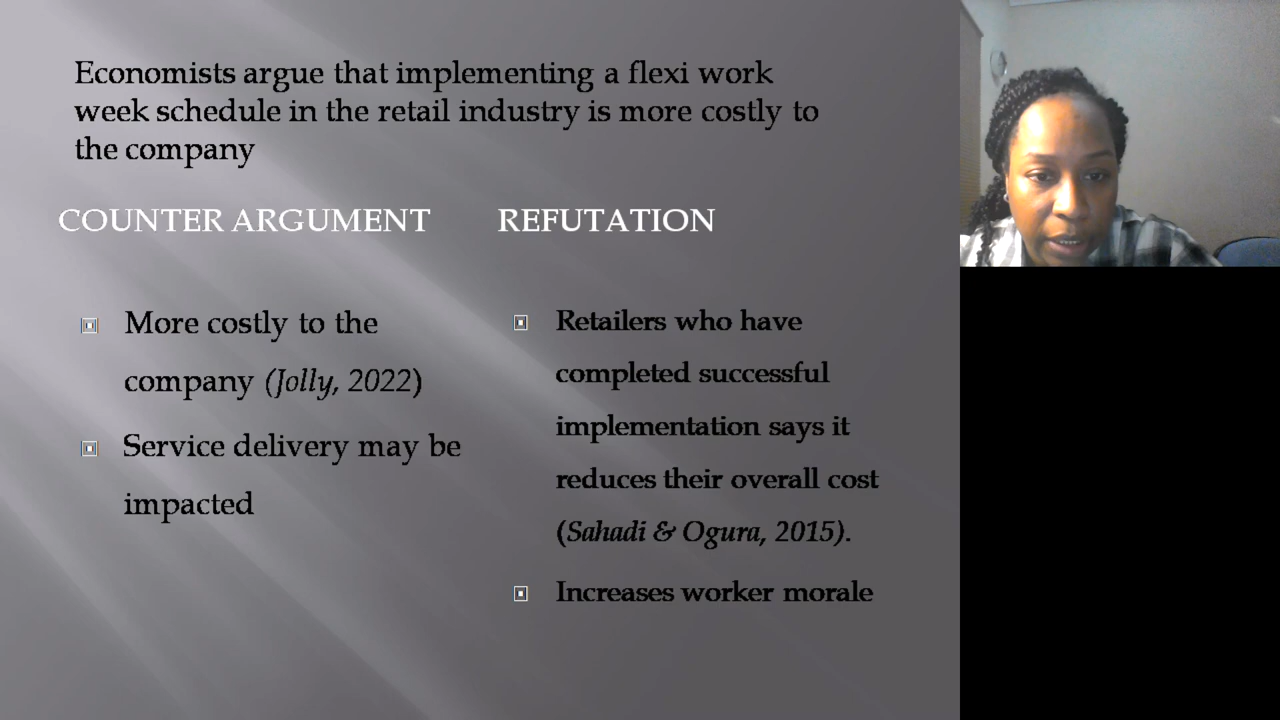 Economists argue that implementing a flexi work
week schedule in the retail industry is more costly to
the company
COUNTER ARGUMENT
More costly to the
company (Jolly, 2022)
Service delivery may be
impacted
REFUTATION
Retailers who have
completed successful
implementation says it
reduces their overall cost
(Sahadi & Ogura, 2015).
Increases worker morale